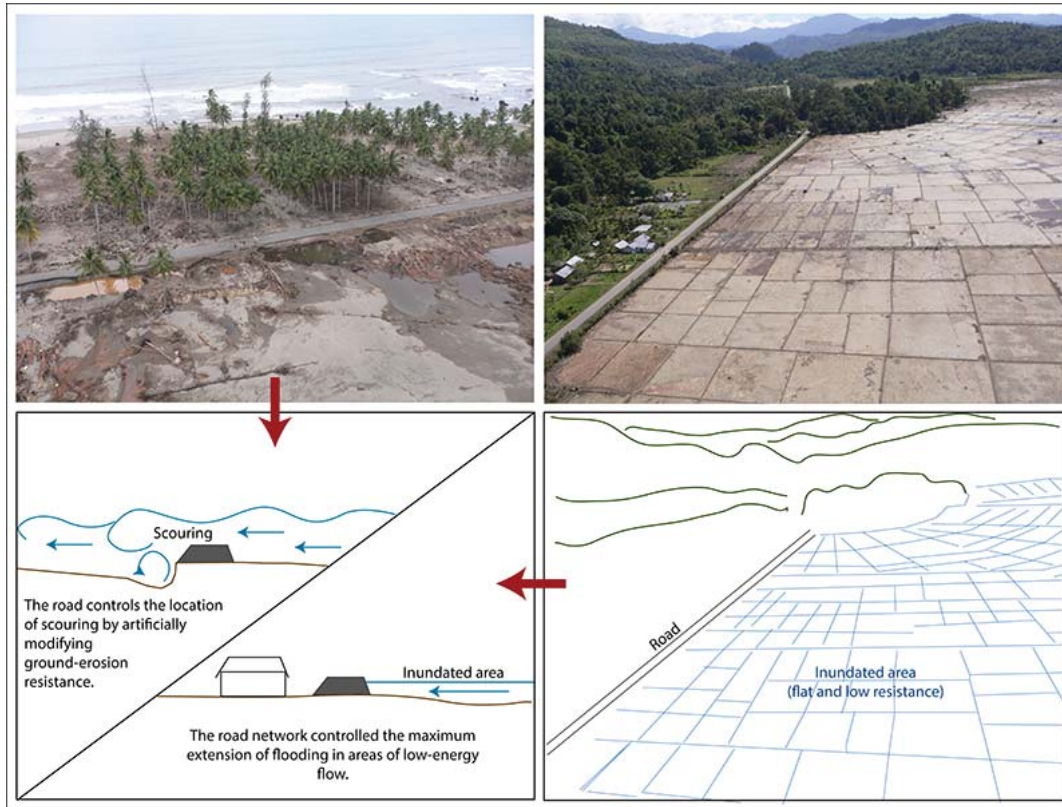 Scouring
The road controls the location
of scouring by artificially
modifying
ground-erosion
resistance.
Inundated area
The road network controlled the maximum
extension of flooding in areas of low-energy
flow.
Road
Inundated area
(flat and low resistance)